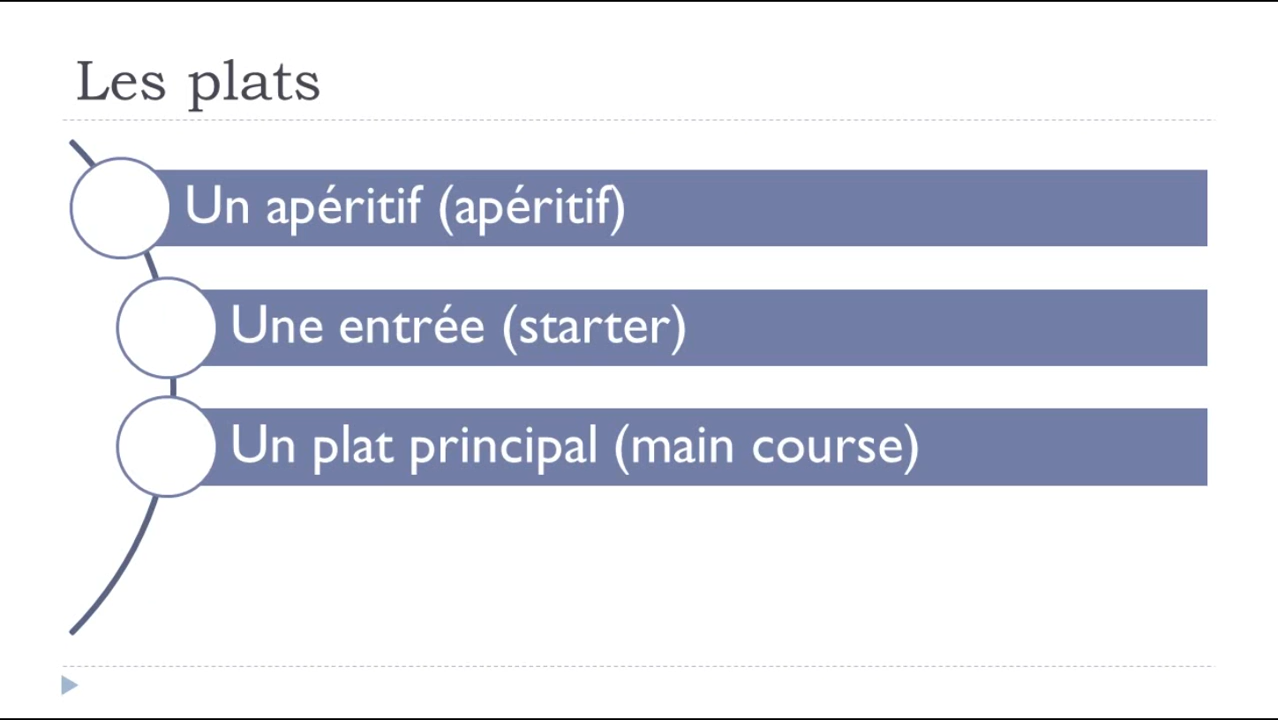 Les plats
Un apéritif (apéritif)
Une entrée (starter)
Un plat principal (main course)